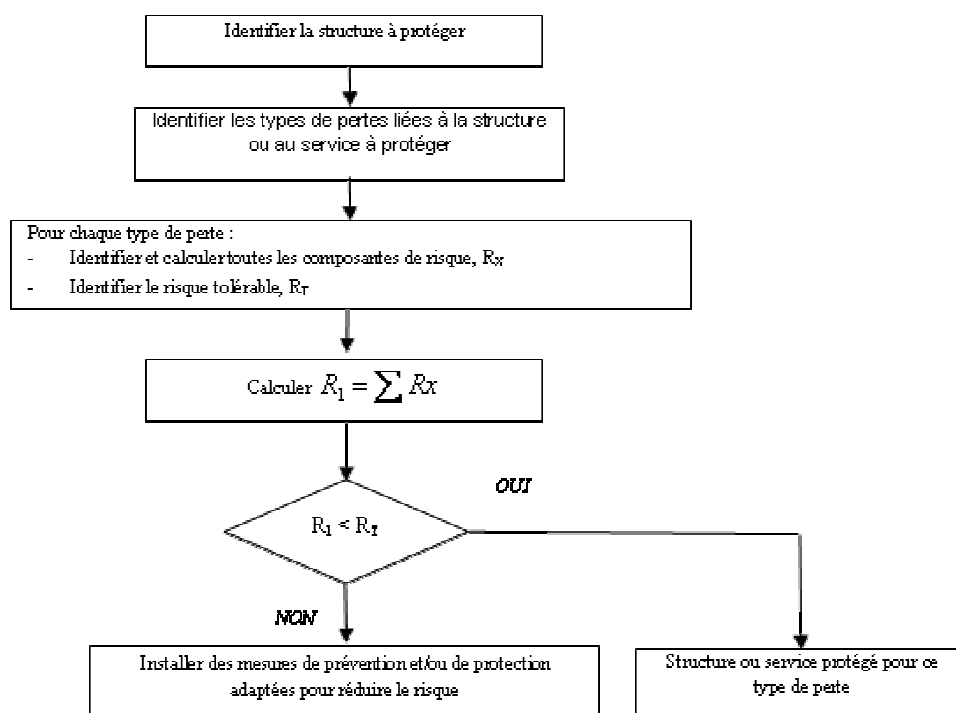 Identifier la structure à protéger
Identifier les types de pertes liées à la structure
ou au service à protéger
Pour chaque type de perte :
- Identifier et calculer toutes les composantes de risque, RX
- Identifier le risque tolérable, RT
Calculer R1 = ∑ Rx
OUI
R1 < RT
NON
Installer des mesures de prévention et/ou de protection
adaptées pour réduire le risque
Structure ou service protégé pour ce
type de perte